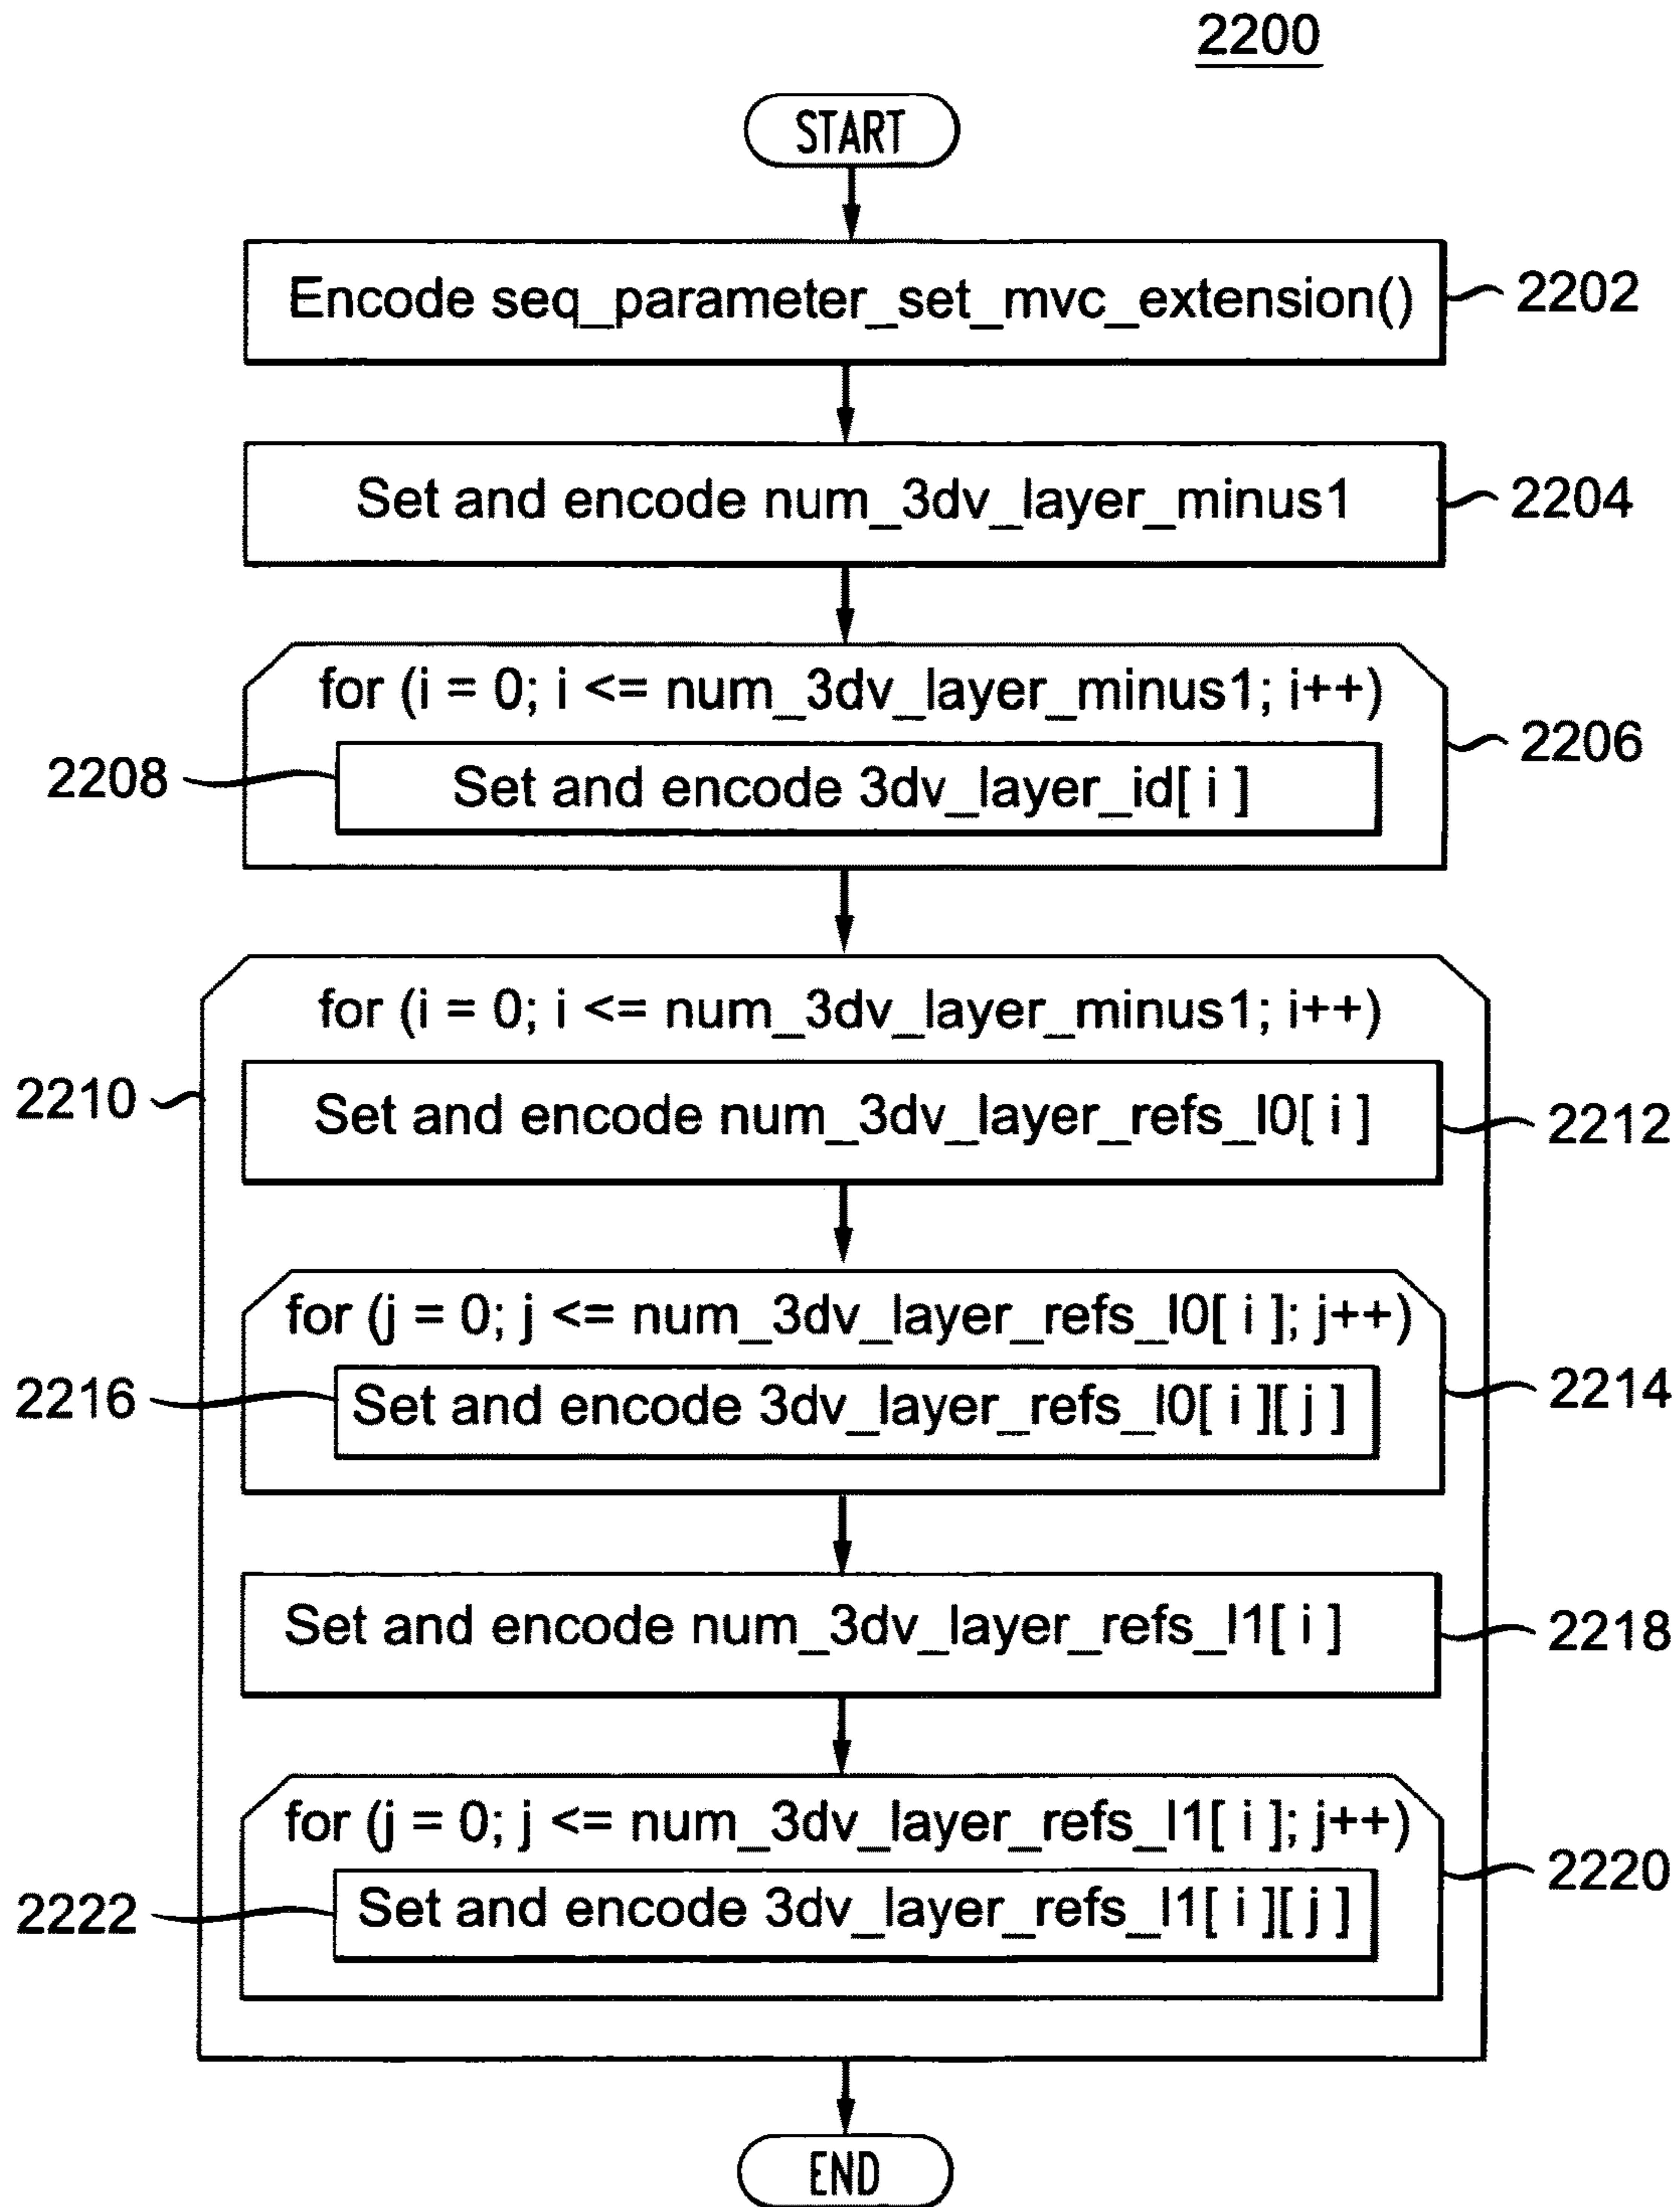 2200
START
Encode seq_parameter_set_mvc_extension()
2202
Set and encode num_3dv_layer_minus1
2204
for (i = 0; i <= num_3dv_layer_minus1; i++)
2206
2208
Set and encode 3dv_layer_id[ i ]
for (i = 0; i <= num_3dv_layer_minus1; i++)
2210
Set and encode num_3dv_layer_refs_l0[ i ]
2212
for (j = 0; j <= num_3dv_layer_refs_l0[ i ]; j++)
2214
2216
Set and encode 3dv_layer_refs_l0[ i ][ j ]
Set and encode num_3dv_layer_refs_l1[ i ]
2218
for (j = 0; j <= num_3dv_layer_refs_l1[ i ]; j++)
2220
2222
Set and encode 3dv_layer_refs_l1[ i ][ j ]
END